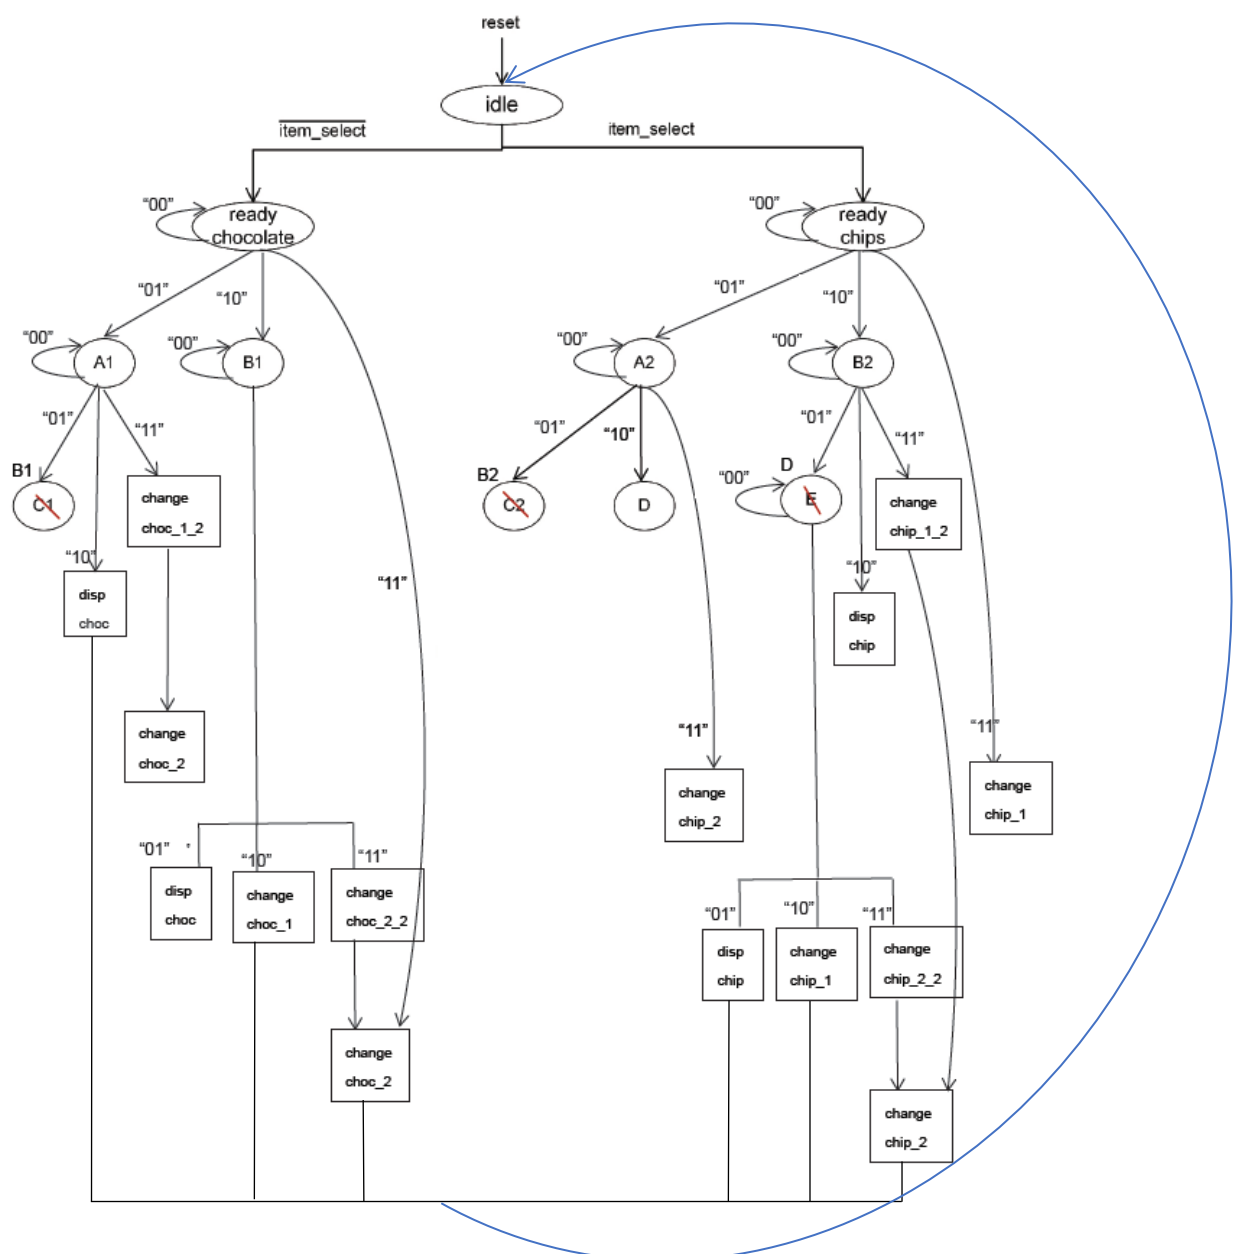 reset
idle
item_select
item_select
“00”
ready
chocolate
“00”
ready
chips
“01”
“10”
“01”
“10”
“00”
A1
“00”
B1
“00”
A2
“00”
B2
“01”
“11”
“01”
“10”
“01”
“11”
B1
C1
change
choc_1_2
B2
C2
D
D
“00”
E
change
chip_1_2
“10”
disp
choc
“11”
“10”
disp
chip
change
choc_2
“11”
“11”
change
chip_2
change
chip_1
“01”
“10”
“11”
disp
choc
change
choc_1
change
choc_2_2
“01”
“10”
“11”
disp
chip
change
chip_1
change
chip_2_2
change
choc_2
change
chip_2